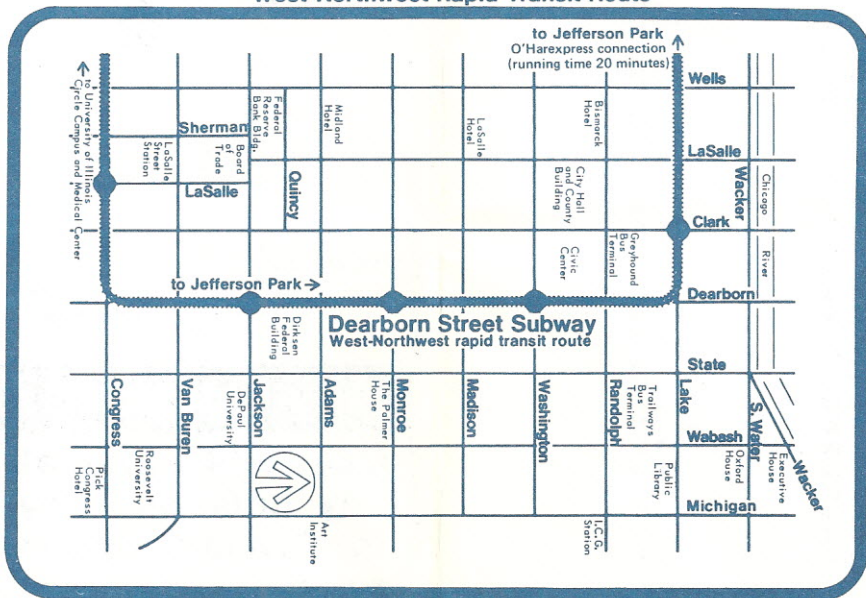 West-Northwest Rapid Transit Route
to Jefferson Park
O'Harexpress connection
(running time 20 minutes)
Wells
to University of Illinois
Circle Campus and Medical Center
Sherman
LaSalle
Street
Station
Board
of
Trade
Federal
Reserve
Bank Bldg.
Midland
Hotel
LaSalle
Hotel
Bismarck
Hotel
LaSalle
LaSalle
Quincy
City Hall
and County
Building
Wacker
Chicago
River
Clark
Civic
Center
Greyhound
Bus
Terminal
to Jefferson Park
Dearborn
Dirksen
Federal
Building
Dearborn Street Subway
West-Northwest rapid transit route
State
Congress
Van Buren
Jackson
Adams
Monroe
Madison
Washington
Randolph
Lake
S. Water
Wacker
DePaul
University
The Palmer
House
Trailways
Bus
Terminal
Wabash
Pick
Congress
Hotel
Roosevelt
University
Public
Library
Oxford
House
Executive
House
Michigan
Art
Institute
I.C.G.
Station